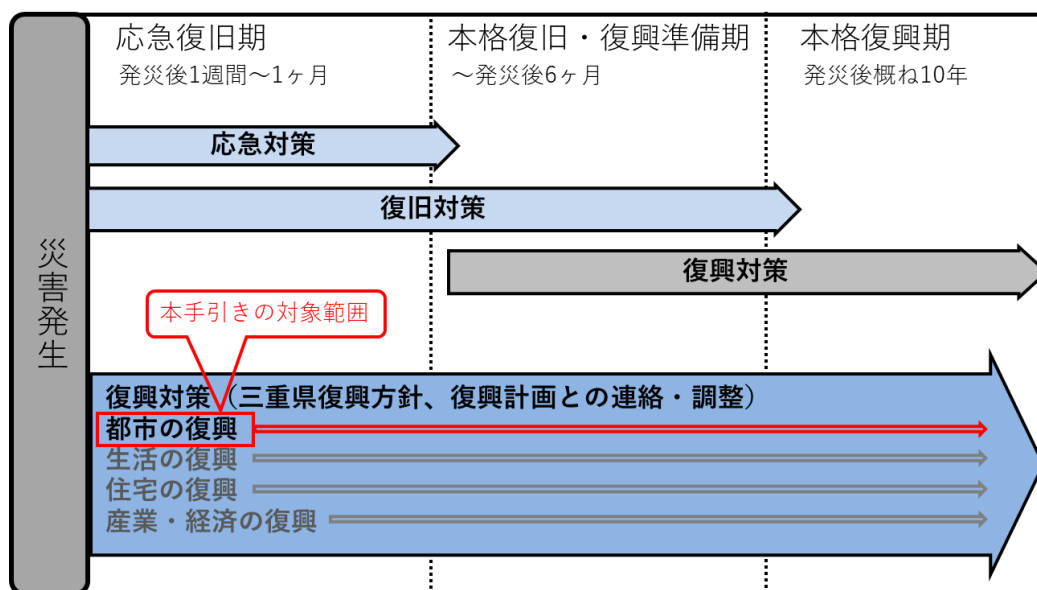 災害発生
応急復旧期
発災後1週間～1ヶ月
本格復旧・復興準備期
～発災後6ヶ月
本格復興期
発災後概ね10年
応急対策
復旧対策
復興対策
本手引きの対象範囲
復興対策（三重県復興方針、復興計画との連絡・調整）
都市の復興
生活の復興
住宅の復興
産業・経済の復興